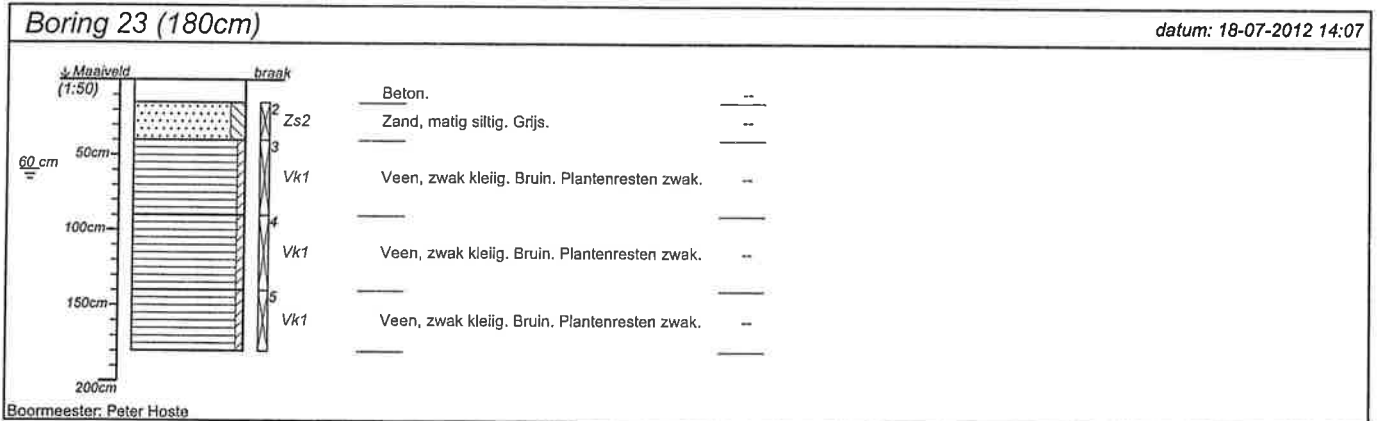 Boring 23 (180cm) datum: 18-07-2012 14:07
Maaiveld braak
(1:50)
Beton. --
2 Zs2 Zand, matig siltig. Grijs. --
3
50cm
60 cm
Vk1 Veen, zwak kleiig. Bruin. Plantenresten zwak. --
4
100cm
Vk1 Veen, zwak kleiig. Bruin. Plantenresten zwak. --
5
150cm
Vk1 Veen, zwak kleiig. Bruin. Plantenresten zwak. --
200cm
Boormeester: Peter Hoste